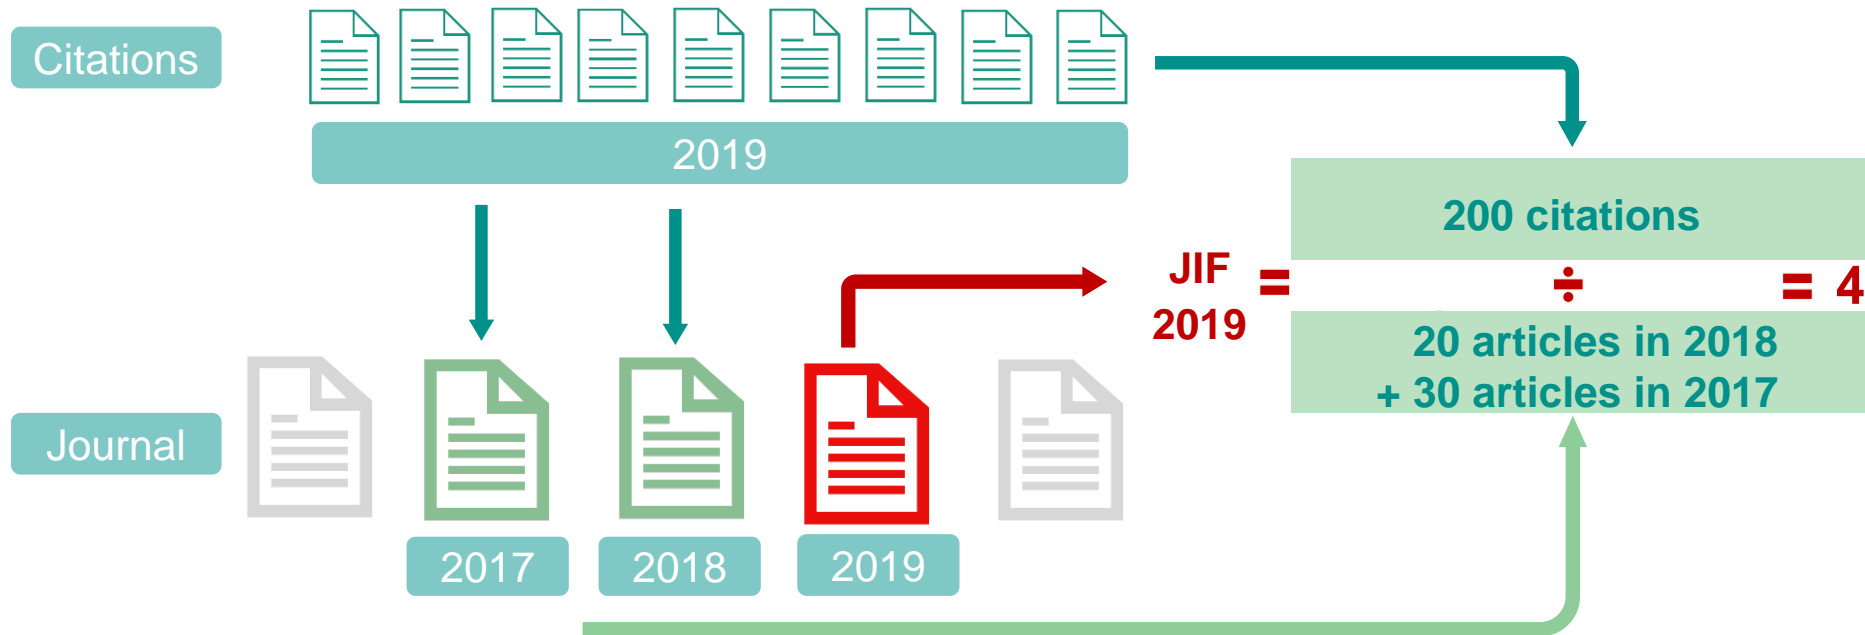 Citations
2019
200 citations
JIF
2019
=
÷
= 4
20 articles in 2018
+ 30 articles in 2017
Journal
2017
2018
2019